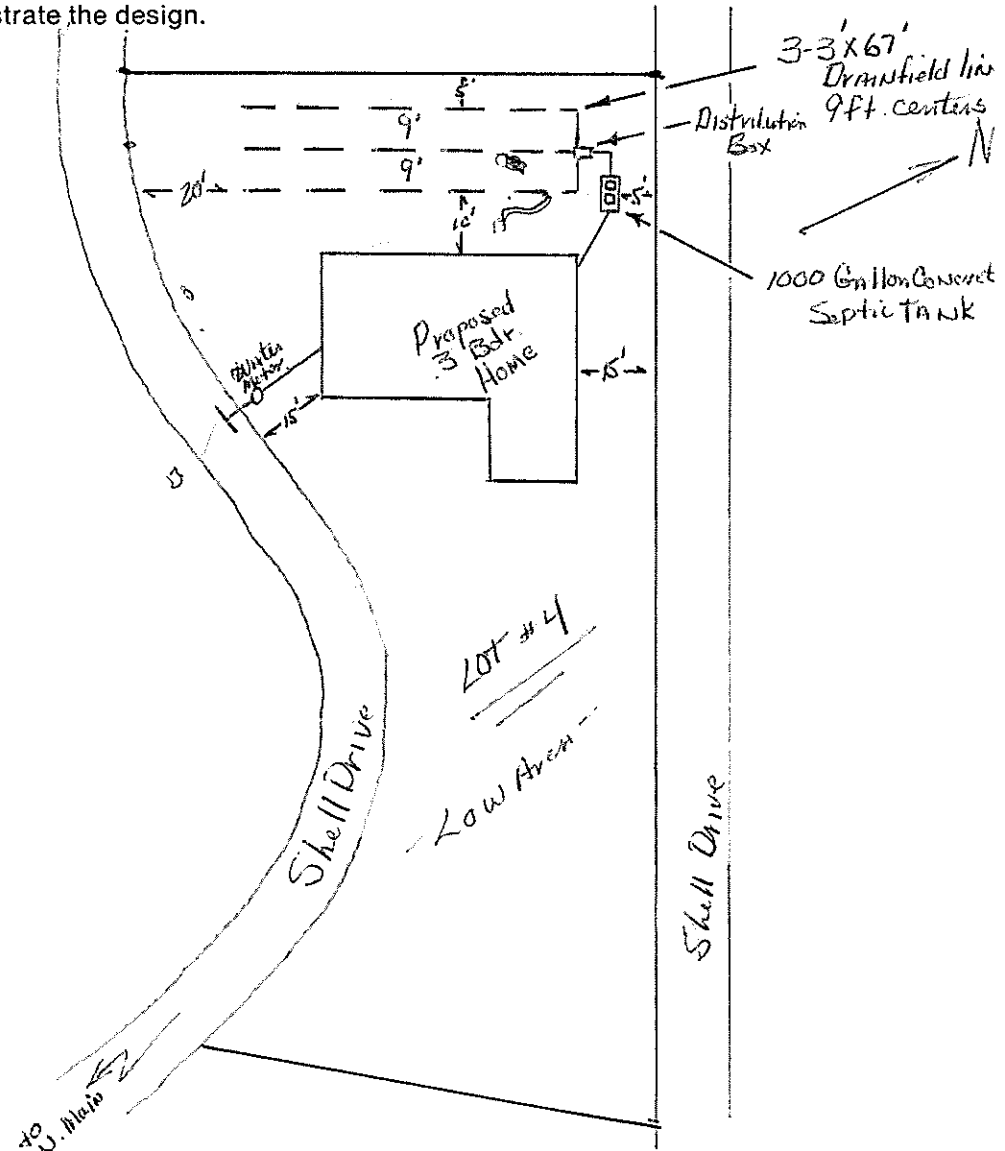 strate the design.
3-3'x67'
Drainfield lin
9ft. centers
Distribution
Box
N
5'
9'
9'
20'
10'
5'
1000 Gallon Concret
Septic TANK
Proposed
3 Bdr.
Home
15'
Water
Meter
15'
LOT #4
Low Area
Shell Drive
Shell Drive
to
N. Main